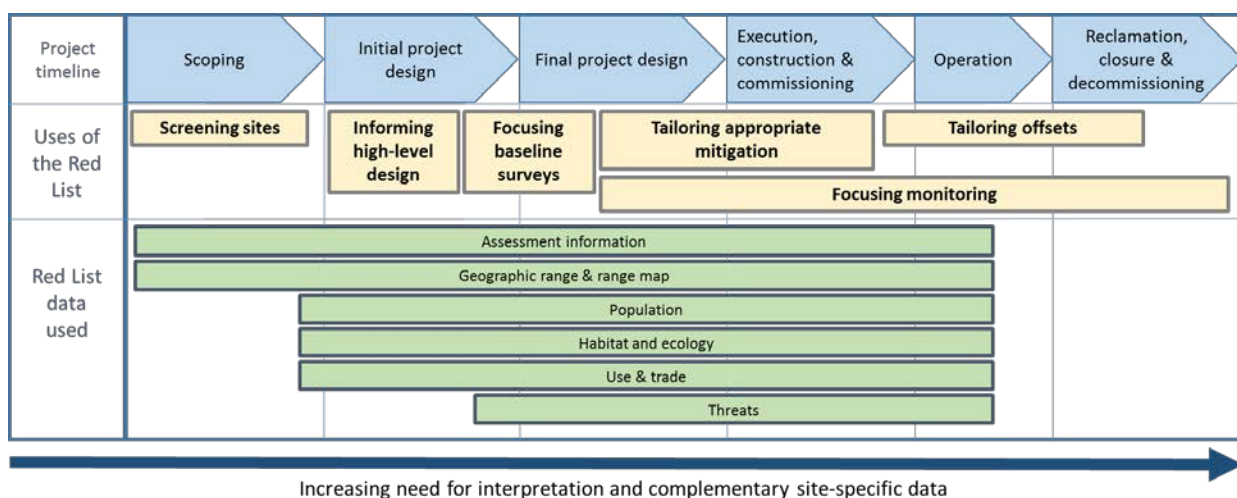 Project
timeline
Scoping
Initial project
design
Final project design
Execution,
construction &
commissioning
Operation
Reclamation,
closure &
decommissioning
Uses of
the Red
List
Screening sites
Informing
high-level
design
Focusing
baseline
surveys
Tailoring appropriate
mitigation
Tailoring offsets
Focusing monitoring
Red List
data
used
Assessment information
Geographic range & range map
Population
Habitat and ecology
Use & trade
Threats
Increasing need for interpretation and complementary site-specific data